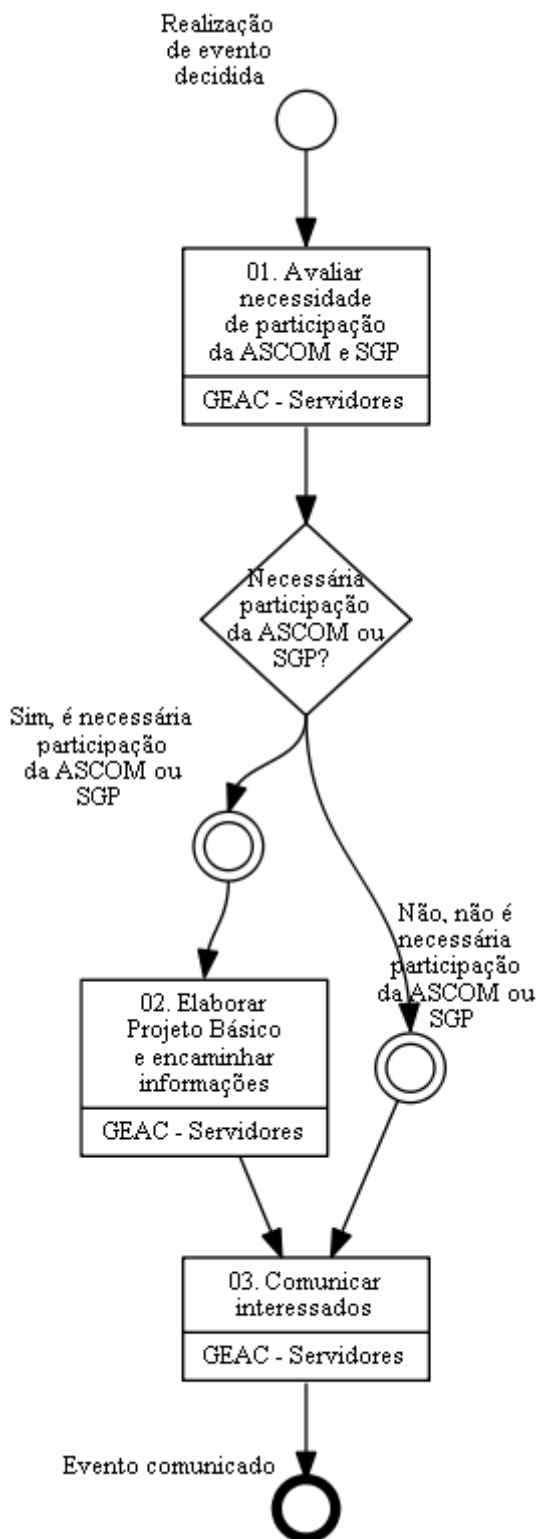 Realização
de evento
decidida
01. Avaliar
necessidade
de participação
da ASCOM e SGP
GEAC - Servidores
Necessária
participação
da ASCOM ou
SGP?
Sim, é necessária
participação
da ASCOM ou
SGP
Não, não é
necessária
participação
da ASCOM ou
SGP
02. Elaborar
Projeto Básico
e encaminhar
informações
GEAC - Servidores
03. Comunicar
interessados
GEAC - Servidores
Evento comunicado